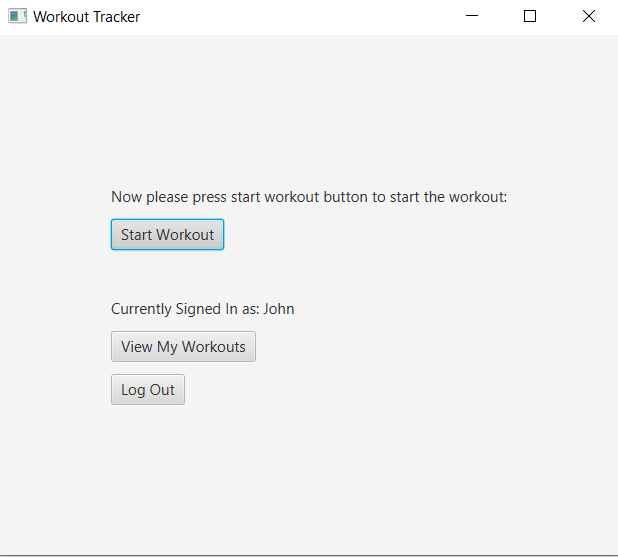 Workout Tracker
Now please press start workout button to start the workout:
Start Workout
Currently Signed In as: John
View My Workouts
Log Out